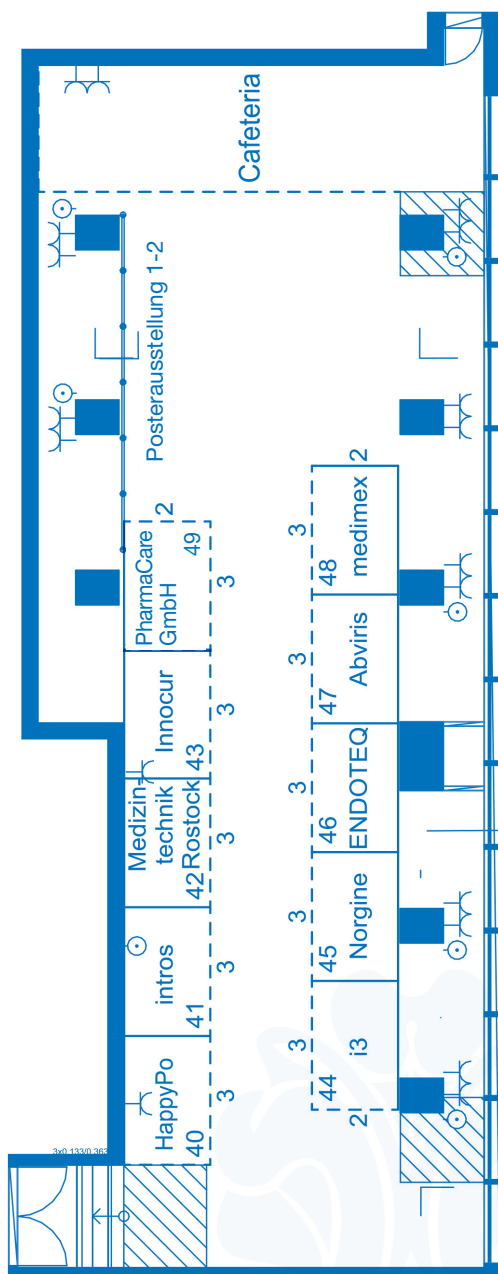 Cafeteria
Posterausstellung 1-2
PharmaCare
GmbH
49
2
3
Innocur
43
3
Medizin-
technik
Rostock
42
3
intros
41
3
HappyPo
40
3
3x0.133/0.363
3
48
medimex
2
3
47
Abviris
3
46
ENDOTEQ
3
45
Norgine
3
44
i3
2